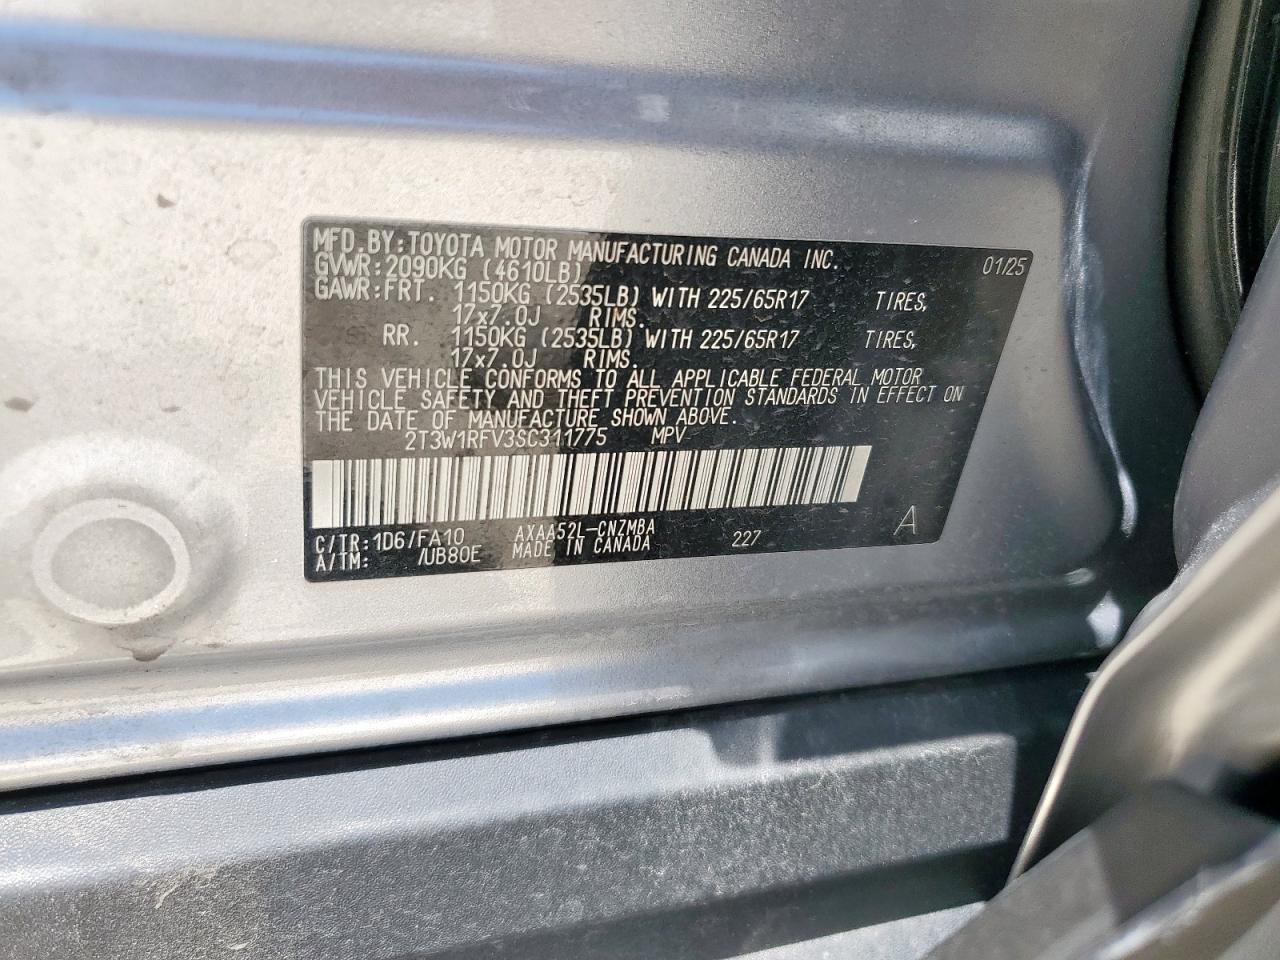 MFD.BY:TOYOTA MOTOR MANUFACTURING CANADA INC. 01/25
GVWR:2090KG (4610LB)
GAWR:FRT. 1150KG (2535LB) WITH 225/65R17 TIRES,
17x7.0J RIMS.
RR. 1150KG (2535LB) WITH 225/65R17 TIRES,
17x7.0J RIMS.
THIS VEHICLE CONFORMS TO ALL APPLICABLE FEDERAL MOTOR
VEHICLE SAFETY AND THEFT PREVENTION STANDARDS IN EFFECT ON
THE DATE OF MANUFACTURE SHOWN ABOVE.
2T3W1RFV3SC311775 MPV
C/TR:1D6/FA10 AXAA52L-CNZMBA 227 A
A/TM: /UB80E MADE IN CANADA